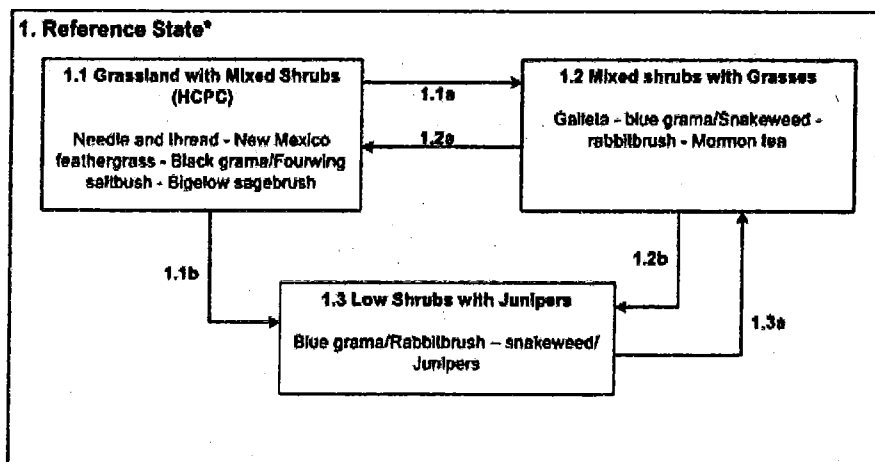 1. Reference State*
1.1 Grassland with Mixed Shrubs
(HCPC)
Needle and thread - New Mexico
feathergrass - Black grama/Fourwing
saltbush - Bigelow sagebrush
1.1a
1.2a
1.2 Mixed shrubs with Grasses
Galleta - blue grama/Snakeweed -
rabbitbrush - Mormon tea
1.1b
1.2b
1.3a
1.3 Low Shrubs with Junipers
Blue grama/Rabbitbrush – snakeweed/
Junipers